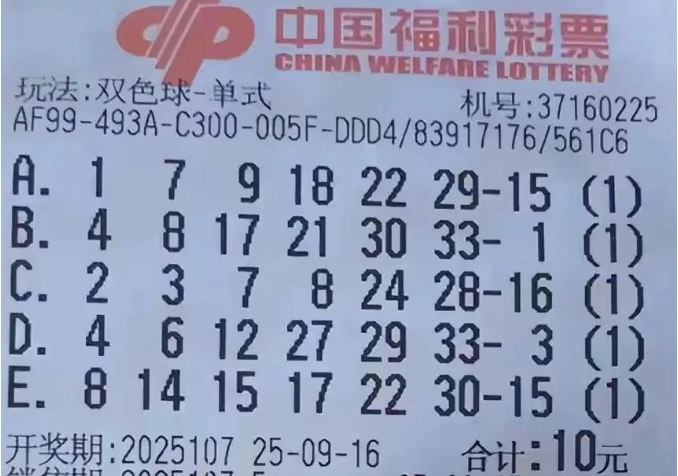 中国福利彩票
CHINA WELFARE LOTTERY
玩法:双色球-单式 机号:37160225
AF99-493A-C300-005F-DDD4/83917176/561C6
A. 1 7 9 18 22 29-15 (1)
B. 4 8 17 21 30 33- 1 (1)
C. 2 3 7 8 24 28-16 (1)
D. 4 6 12 27 29 33- 3 (1)
E. 8 14 15 17 22 30-15 (1)
开奖期:2025107 25-09-16 合计:10元